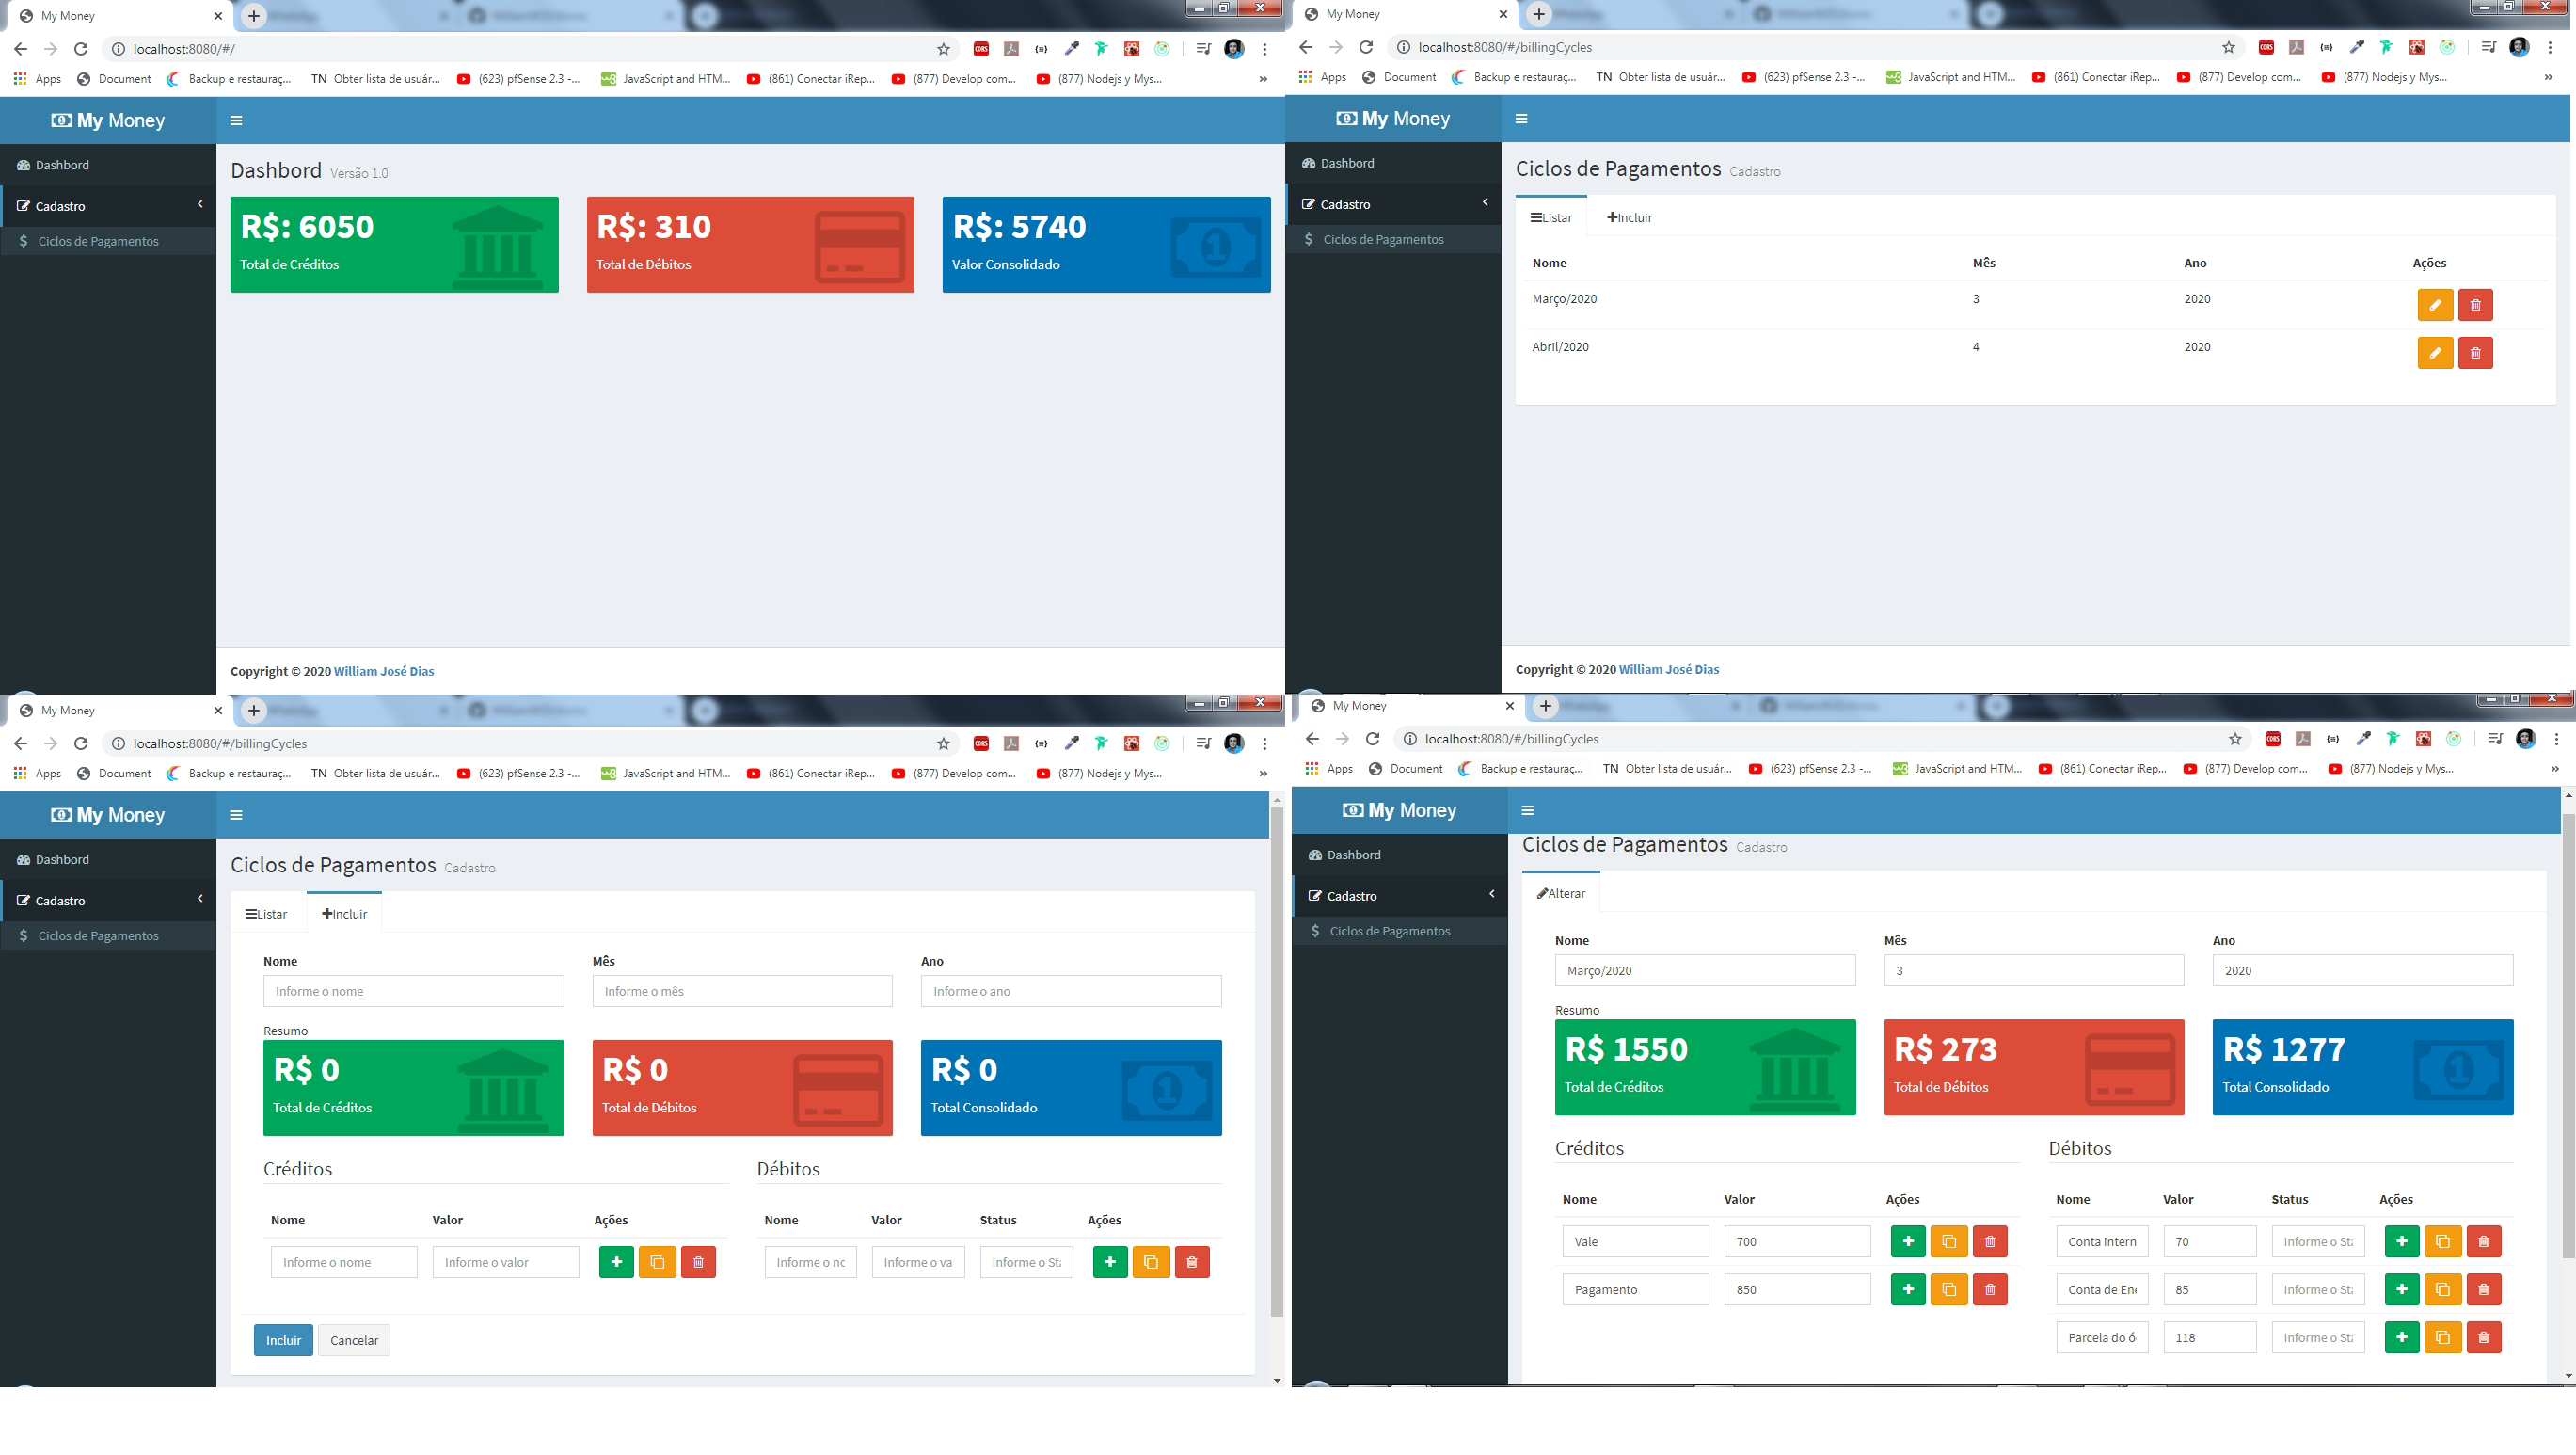 My Money
localhost:8080/#/
Apps Document Backup e restauraç... TN Obter lista de usuár... (623) pfSense 2.3 -... JavaScript and HTM... (861) Conectar iRep... (877) Develop com... (877) Nodejs y Mys... »
My Money
Dashbord
Cadastro
Ciclos de Pagamentos
Dashbord Versão 1.0
R$: 6050
Total de Créditos
R$: 310
Total de Débitos
R$: 5740
Valor Consolidado
Copyright © 2020 William José Dias
My Money
localhost:8080/#/billingCycles
Apps Document Backup e restauraç... TN Obter lista de usuár... (623) pfSense 2.3 -... JavaScript and HTM... (861) Conectar iRep... (877) Develop com... (877) Nodejs y Mys... »
My Money
Dashbord
Cadastro
Ciclos de Pagamentos
Ciclos de Pagamentos Cadastro
Listar Incluir
Nome Mês Ano Ações
Março/2020 3 2020
Abril/2020 4 2020
Copyright © 2020 William José Dias
My Money
localhost:8080/#/billingCycles
Apps Document Backup e restauraç... TN Obter lista de usuár... (623) pfSense 2.3 -... JavaScript and HTM... (861) Conectar iRep... (877) Develop com... (877) Nodejs y Mys... »
My Money
Dashbord
Cadastro
Ciclos de Pagamentos
Ciclos de Pagamentos Cadastro
Listar Incluir
Nome Mês Ano
Informe o nome Informe o mês Informe o ano
Resumo
R$ 0
Total de Créditos
R$ 0
Total de Débitos
R$ 0
Total Consolidado
Créditos
Nome Valor Ações
Informe o nome Informe o valor
Débitos
Nome Valor Status Ações
Informe o nc Informe o va Informe o St
Incluir Cancelar
My Money
localhost:8080/#/billingCycles
Apps Document Backup e restauraç... TN Obter lista de usuár... (623) pfSense 2.3 -... JavaScript and HTM... (861) Conectar iRep... (877) Develop com... (877) Nodejs y Mys... »
My Money
Dashbord
Cadastro
Ciclos de Pagamentos
Ciclos de Pagamentos Cadastro
Alterar
Nome Mês Ano
Março/2020 3 2020
Resumo
R$ 1550
Total de Créditos
R$ 273
Total de Débitos
R$ 1277
Total Consolidado
Créditos
Nome Valor Ações
Vale 700
Pagamento 850
Débitos
Nome Valor Status Ações
Conta intern 70 Informe o St
Conta de En 85 Informe o St
Parcela do ó 118 Informe o St